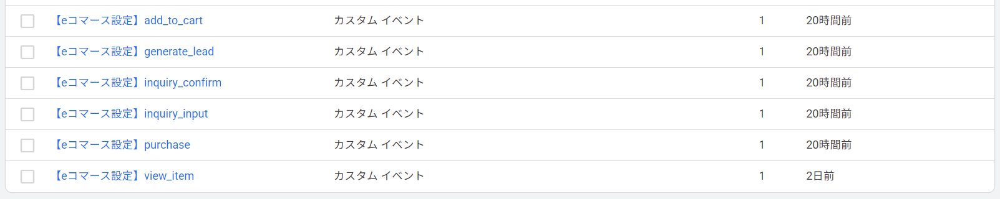 【eコマース設定】add_to_cart カスタム イベント 1 20時間前
【eコマース設定】generate_lead カスタム イベント 1 20時間前
【eコマース設定】inquiry_confirm カスタム イベント 1 20時間前
【eコマース設定】inquiry_input カスタム イベント 1 20時間前
【eコマース設定】purchase カスタム イベント 1 20時間前
【eコマース設定】view_item カスタム イベント 1 2日前